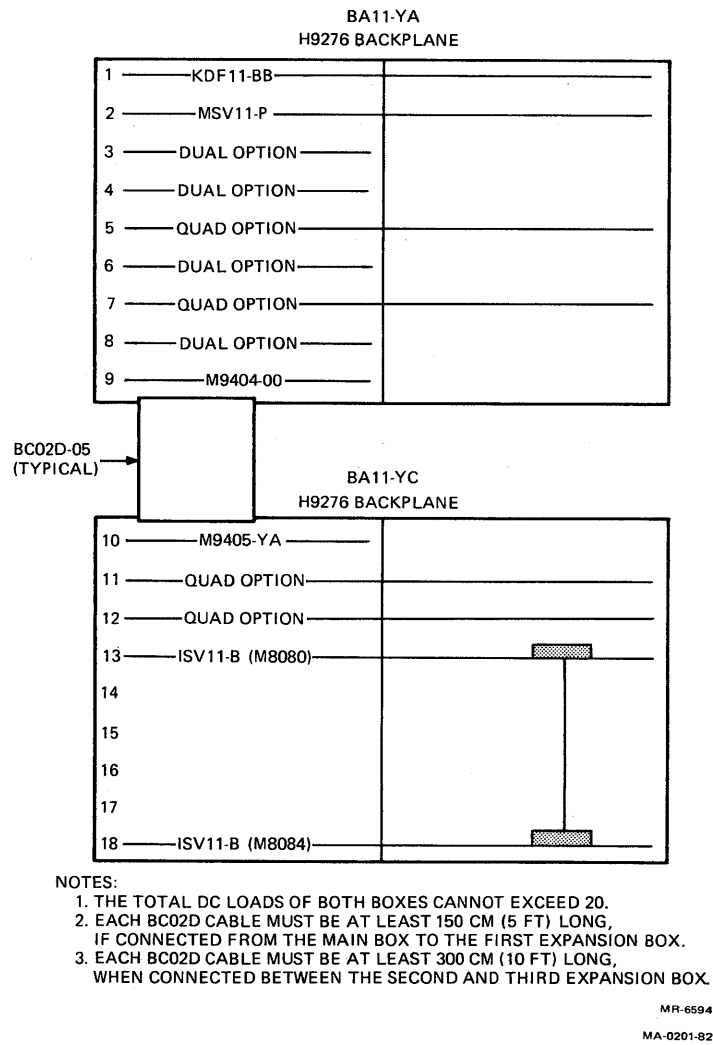 BA11-YA
H9276 BACKPLANE
1 KDF11-BB
2 MSV11-P
3 DUAL OPTION
4 DUAL OPTION
5 QUAD OPTION
6 DUAL OPTION
7 QUAD OPTION
8 DUAL OPTION
9 M9404-00
BC02D-05
(TYPICAL)
BA11-YC
H9276 BACKPLANE
10 M9405-YA
11 QUAD OPTION
12 QUAD OPTION
13 ISV11-B (M8080)
14
15
16
17
18 ISV11-B (M8084)
NOTES:
1. THE TOTAL DC LOADS OF BOTH BOXES CANNOT EXCEED 20.
2. EACH BC02D CABLE MUST BE AT LEAST 150 CM (5 FT) LONG,
IF CONNECTED FROM THE MAIN BOX TO THE FIRST EXPANSION BOX.
3. EACH BC02D CABLE MUST BE AT LEAST 300 CM (10 FT) LONG,
WHEN CONNECTED BETWEEN THE SECOND AND THIRD EXPANSION BOX.
MR-6594
MA-0201-82